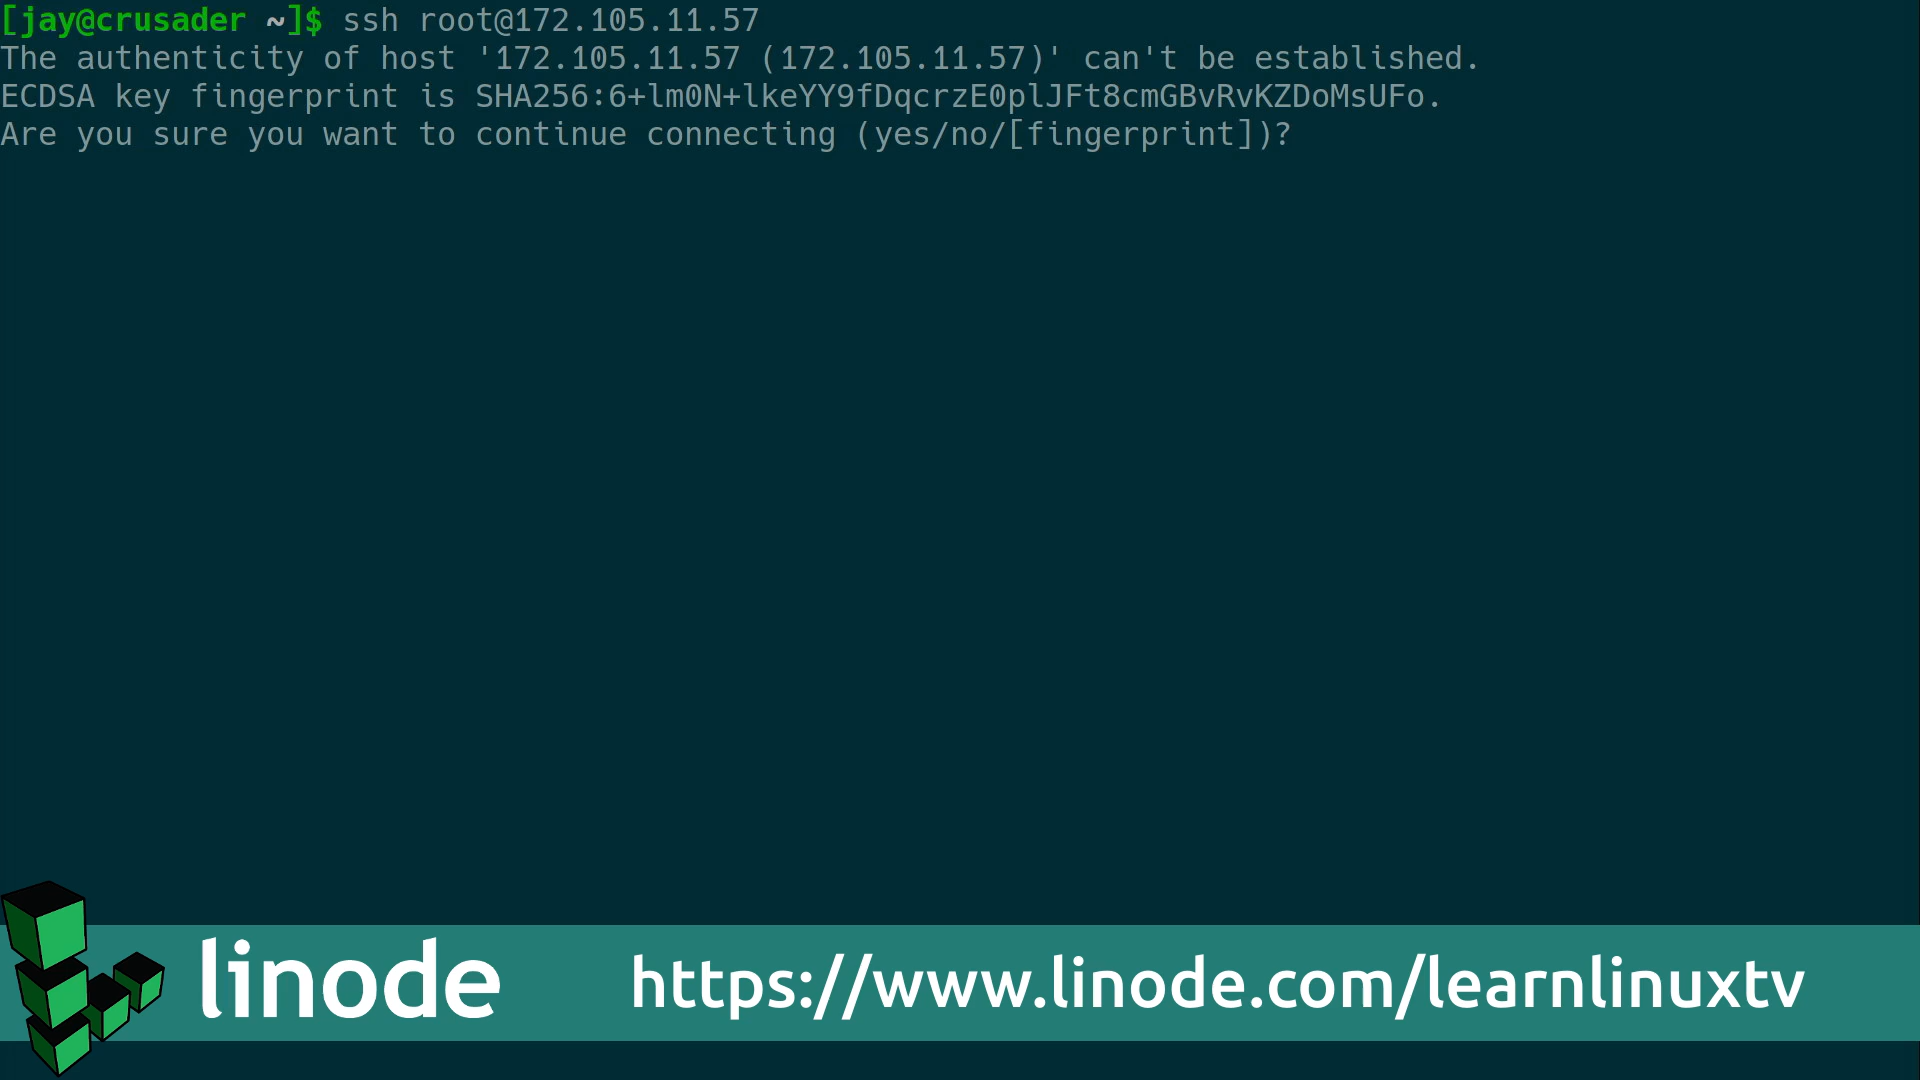 [jay@crusader ~]$ ssh root@172.105.11.57
The authenticity of host '172.105.11.57 (172.105.11.57)' can't be established.
ECDSA key fingerprint is SHA256:6+lm0N+lkeYY9fDqcrzE0plJFt8cmGBvRvKZDoMsUFo.
Are you sure you want to continue connecting (yes/no/[fingerprint])?
linode https://www.linode.com/learnlinuxtv